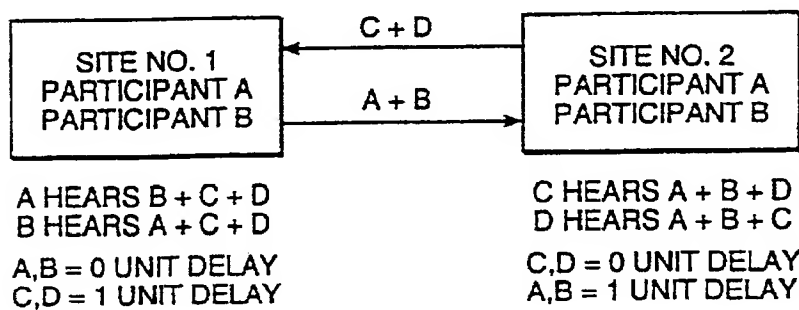 SITE NO. 1
PARTICIPANT A
PARTICIPANT B
C + D
A + B
SITE NO. 2
PARTICIPANT A
PARTICIPANT B
A HEARS B + C + D
B HEARS A + C + D
A,B = 0 UNIT DELAY
C,D = 1 UNIT DELAY
C HEARS A + B + D
D HEARS A + B + C
C,D = 0 UNIT DELAY
A,B = 1 UNIT DELAY